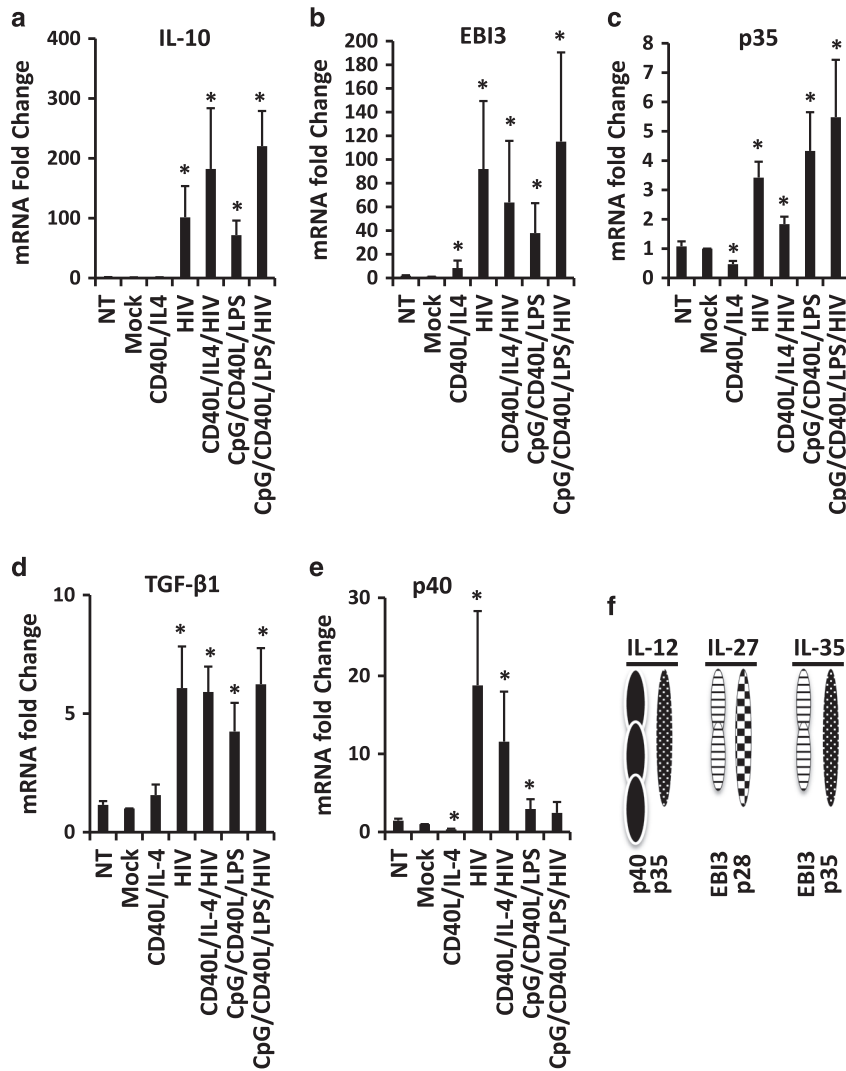 a
IL-10
mRNA Fold Change
400
300
200
100
0
*
*
*
*
NT
Mock
CD40L/IL4
HIV
CD40L/IL4/HIV
CpG/CD40L/LPS
CpG/CD40L/LPS/HIV
b
EBI3
mRNA fold Change
200
180
160
140
120
100
80
60
40
20
0
*
*
*
*
*
NT
Mock
CD40L/IL4
HIV
CD40L/IL4/HIV
CpG/CD40L/LPS
CpG/CD40L/LPS/HIV
c
p35
mRNA fold Change
8
7
6
5
4
3
2
1
0
*
*
*
*
*
NT
Mock
CD40L/IL4
HIV
CD40L/IL4/HIV
CpG/CD40L/LPS
CpG/CD40L/LPS/HIV
d
TGF-β1
mRNA fold Change
10
5
0
*
*
*
*
NT
Mock
CD40L/IL-4
HIV
CD40L/IL-4/HIV
CpG/CD40L/LPS
CpG/CD40L/LPS/HIV
e
p40
mRNA fold Change
30
20
10
0
*
*
*
*
NT
Mock
CD40L/IL-4
HIV
CD40L/IL-4/HIV
CpG/CD40L/LPS
CpG/CD40L/LPS/HIV
f
IL-12
IL-27
IL-35
p40
p35
EBI3
p28
EBI3
p35